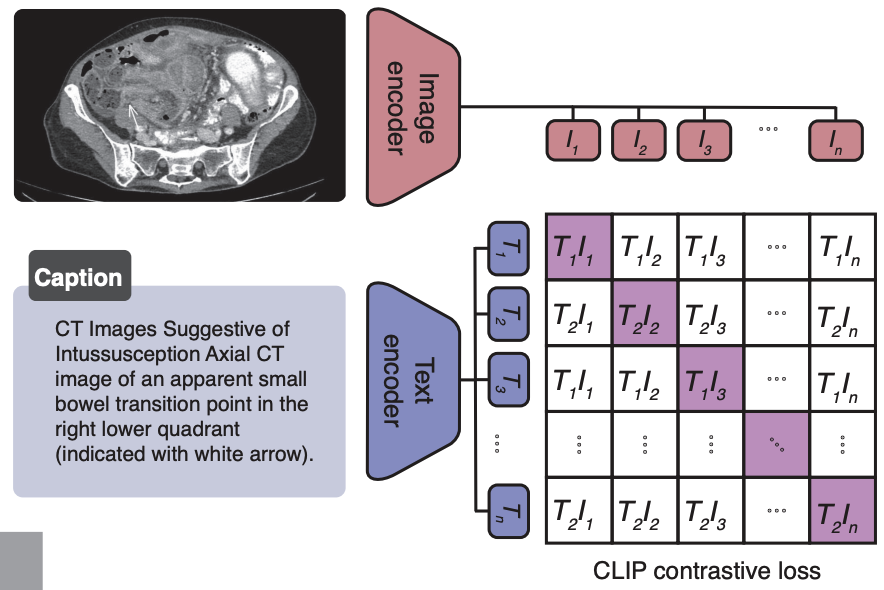 Image
encoder
I1
I2
I3
...
In
Caption
CT Images Suggestive of
Intussusception Axial CT
image of an apparent small
bowel transition point in the
right lower quadrant
(indicated with white arrow).
Text
encoder
T1
T2
T3
...
Tn
T1I1 T1I2 T1I3 ... T1In
T2I1 T2I2 T2I3 ... T2In
T1I1 T1I2 T1I3 ... T1In
... ... ... ... ...
T2I1 T2I2 T2I3 ... T2In
CLIP contrastive loss